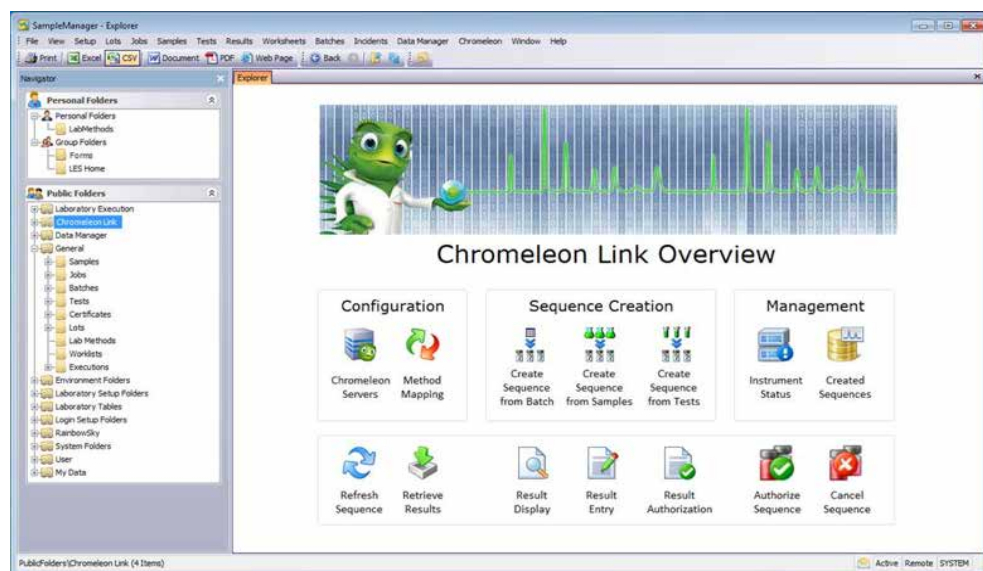 SampleManager - Explorer
File View Setup Lots Jobs Samples Tests Results Worksheets Batches Incidents Data Manager Chromeleon Window Help
Print Excel CSV Document PDF Web Page Back
Navigator
Explorer
Personal Folders
Personal Folders
LabMethods
Group Folders
Forms
LES Home
Public Folders
Laboratory Execution
Chromeleon Link
Data Manager
General
Samples
Jobs
Batches
Tests
Certificates
Lots
Lab Methods
Worklists
Executions
Environment Folders
Laboratory Setup Folders
Laboratory Tables
Login Setup Folders
RainbowSky
System Folders
User
My Data
Chromeleon Link Overview
Configuration
Chromeleon Servers
Method Mapping
Sequence Creation
Create Sequence from Batch
Create Sequence from Samples
Create Sequence from Tests
Management
Instrument Status
Created Sequences
Refresh Sequence
Retrieve Results
Result Display
Result Entry
Result Authorization
Authorize Sequence
Cancel Sequence
PublicFolders\Chromeleon Link (4 Items)
Active Remote SYSTEM